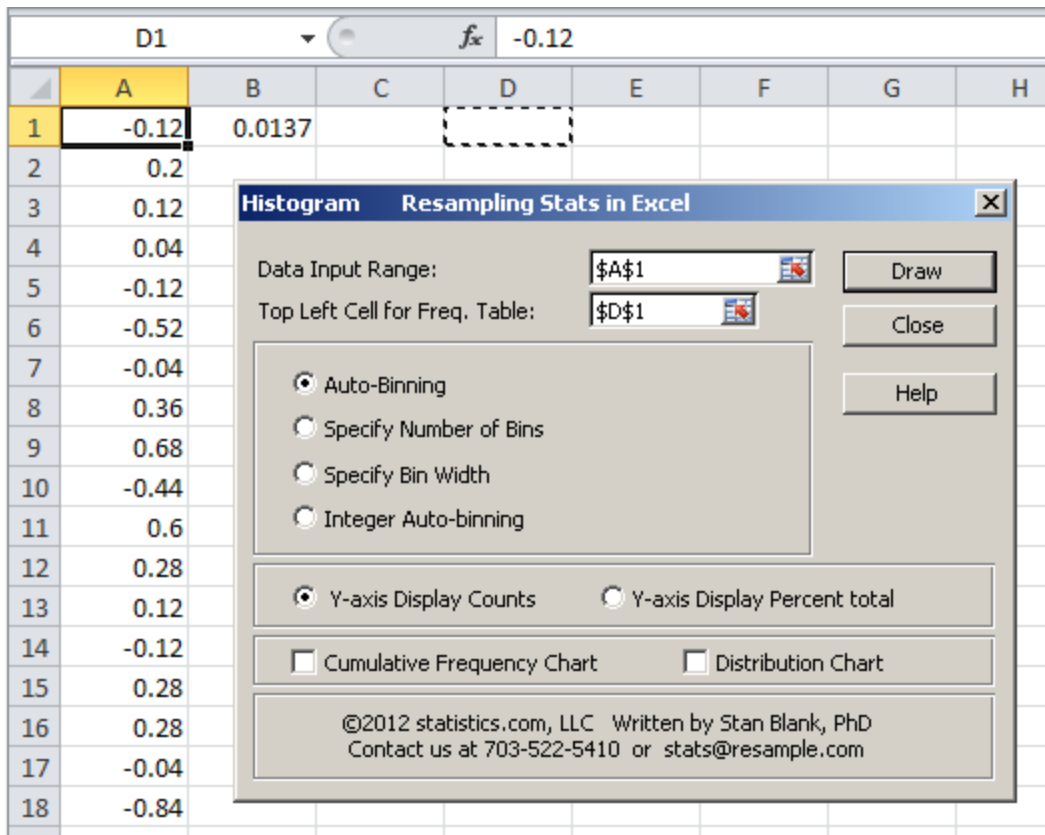 D1 fx -0.12
A B C D E F G H
1 -0.12 0.0137
2 0.2
Histogram Resampling Stats in Excel
3 0.12
4 0.04
Data Input Range: $A$1 Draw
5 -0.12
Top Left Cell for Freq. Table: $D$1
Close
6 -0.52
7 -0.04
Auto-Binning
Help
8 0.36
Specify Number of Bins
9 0.68
Specify Bin Width
10 -0.44
Integer Auto-binning
11 0.6
12 0.28
Y-axis Display Counts Y-axis Display Percent total
13 0.12
14 -0.12
Cumulative Frequency Chart Distribution Chart
15 0.28
16 0.28
©2012 statistics.com, LLC Written by Stan Blank, PhD
Contact us at 703-522-5410 or stats@resample.com
17 -0.04
18 -0.84